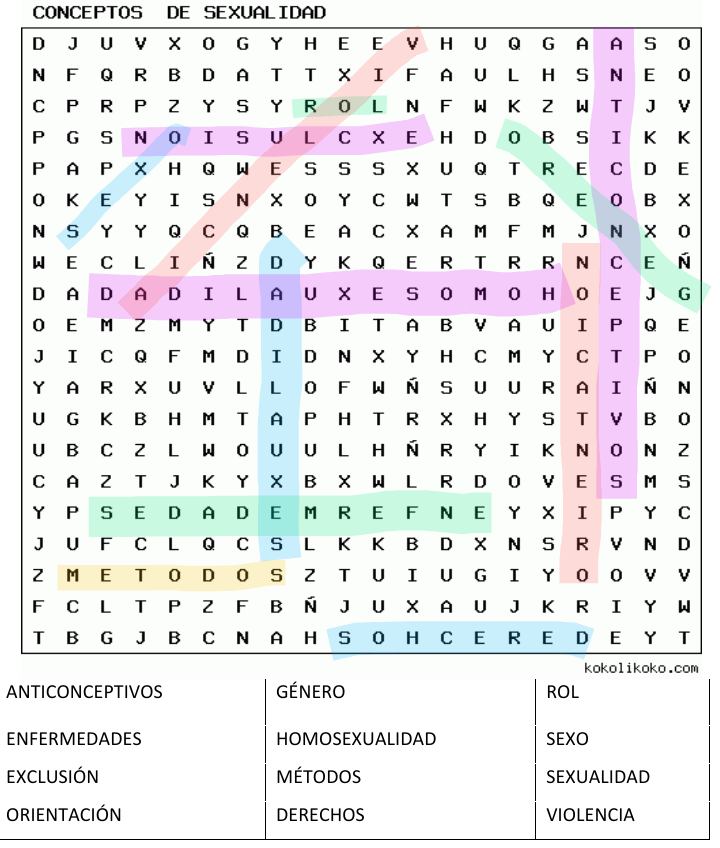 CONCEPTOS DE SEXUALIDAD
D J U V X O G Y H E E V H U Q G A A S O
N F Q R B D A T T X I F A U L H S N E O
C P R P Z Y S Y R O L N F W K Z W T J V
P G S N O I S U L C X E H D O B S I K K
P A P X H Q W E S S S X U Q T R E C D E
O K E Y I S N X O Y C W T S B Q E O B X
N S Y Y Q C Q B E A C X A M F M J N X O
W E C L I Ñ Z D Y K Q E R T R R N C E Ñ
D A D A D I L A U X E S O M O H O E J G
O E M Z M Y T D B I T A B V A U I P Q E
J I C Q F M D I D N X Y H C M Y C T P O
Y A R X U V L L O F W Ñ S U U R A I Ñ N
U G K B H M T A P H T R X H Y S T V B O
U B C Z L W O U U L H Ñ R Y I K N O N Z
C A Z T J K Y X B X W L R D O V E S M S
Y P S E D A D E M R E F N E Y X I P Y C
J U F C L Q C S L K K B D X N S R V N D
Z M E T O D O S Z T U I U G I Y O O V V
F C L T P Z F B Ñ J U X A U J K R I Y W
T B G J B C N A H S O H C E R E D E Y T
kokolikoko.com
ANTICONCEPTIVOS GÉNERO ROL
ENFERMEDADES HOMOSEXUALIDAD SEXO
EXCLUSIÓN MÉTODOS SEXUALIDAD
ORIENTACIÓN DERECHOS VIOLENCIA